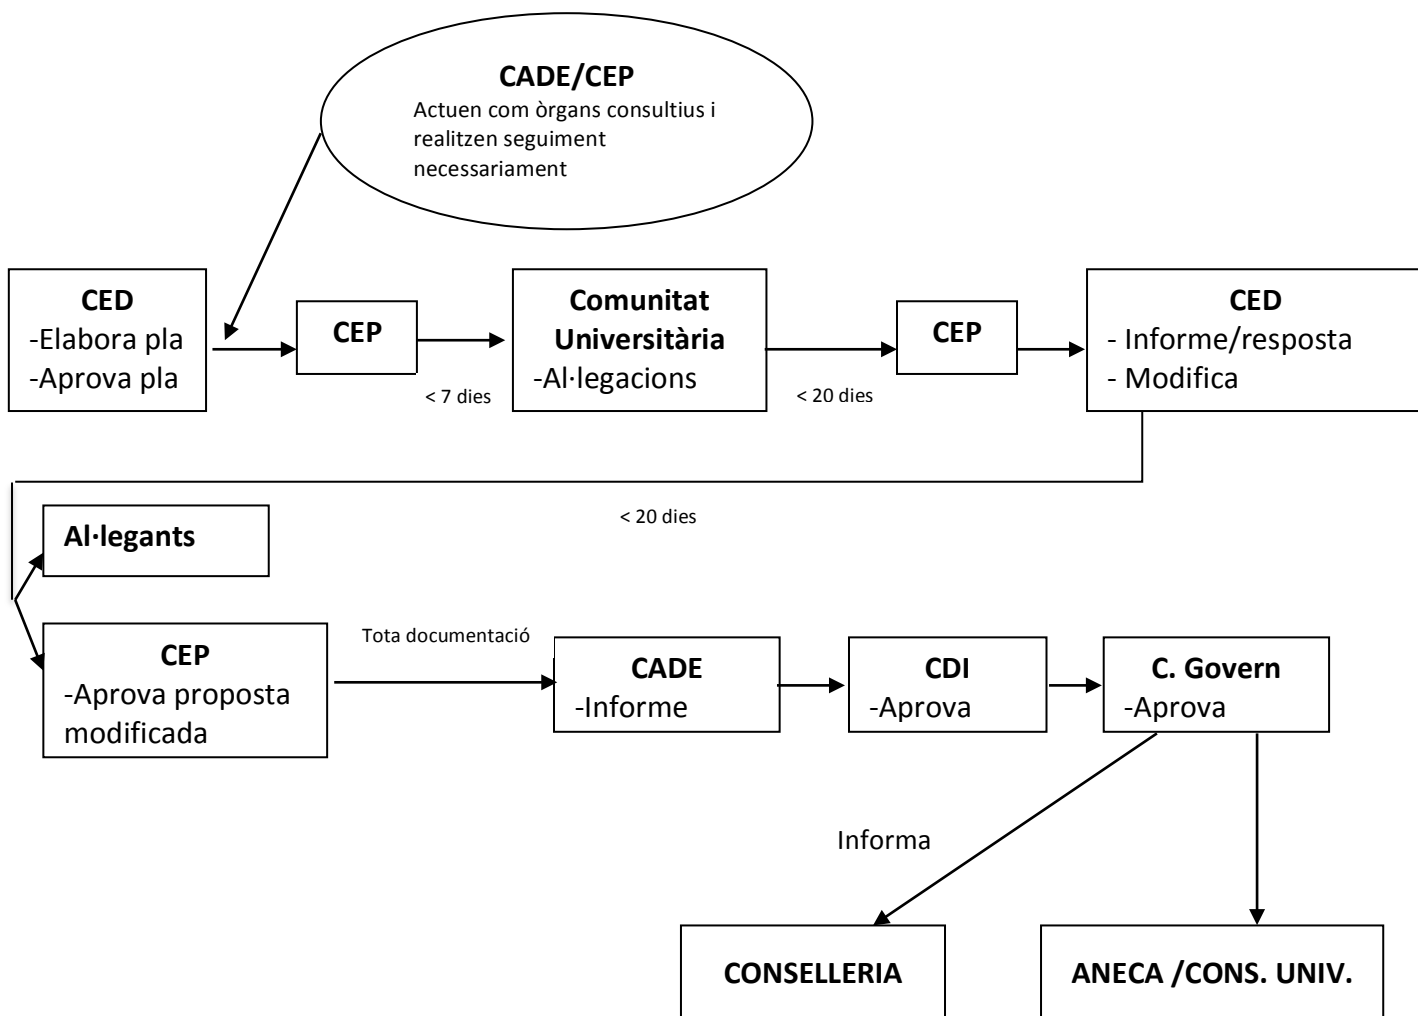 CADE/CEP
Actuen com òrgans consultius i
realitzen seguiment
necessariament
CED
-Elabora pla
-Aprova pla
CEP
< 7 dies
Comunitat
Universitària
-Al·legacions
< 20 dies
CEP
CED
- Informe/resposta
- Modifica
< 20 dies
Al·legants
CEP
-Aprova proposta
modificada
Tota documentació
CADE
-Informe
CDI
-Aprova
C. Govern
-Aprova
Informa
CONSELLERIA
ANECA /CONS. UNIV.